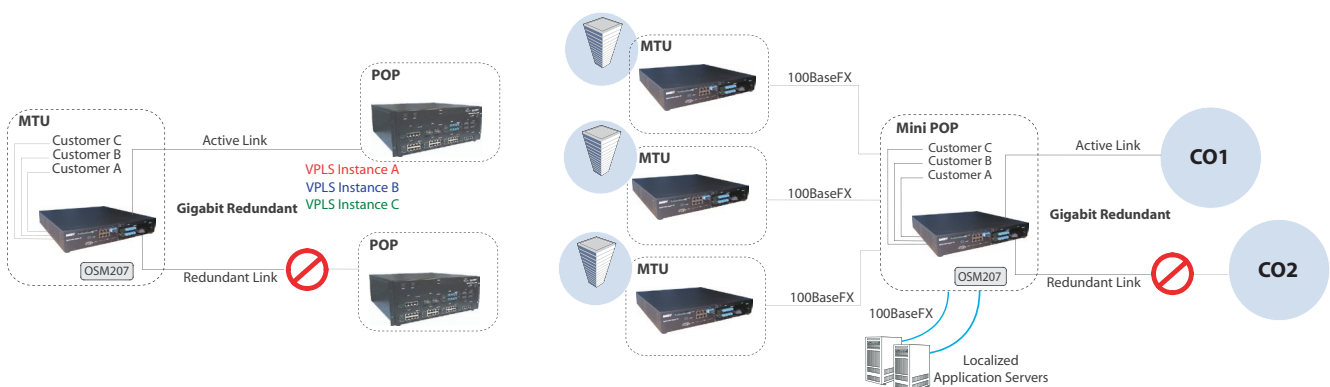 POP
MTU
Customer C
Customer B
Customer A
Active Link
VPLS Instance A
VPLS Instance B
VPLS Instance C
Gigabit Redundant
POP
OSM207
Redundant Link
MTU
100BaseFX
MTU
100BaseFX
MTU
100BaseFX
Mini POP
Customer C
Customer B
Customer A
Active Link
CO1
Gigabit Redundant
OSM207
Redundant Link
CO2
100BaseFX
Localized
Application Servers